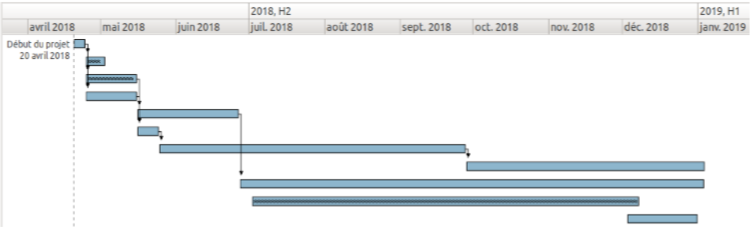 2018, H2 2019, H1
avril 2018 mai 2018 juin 2018 juil. 2018 août 2018 sept. 2018 oct. 2018 nov. 2018 déc. 2018 janv. 2019
Début du projet
20 avril 2018